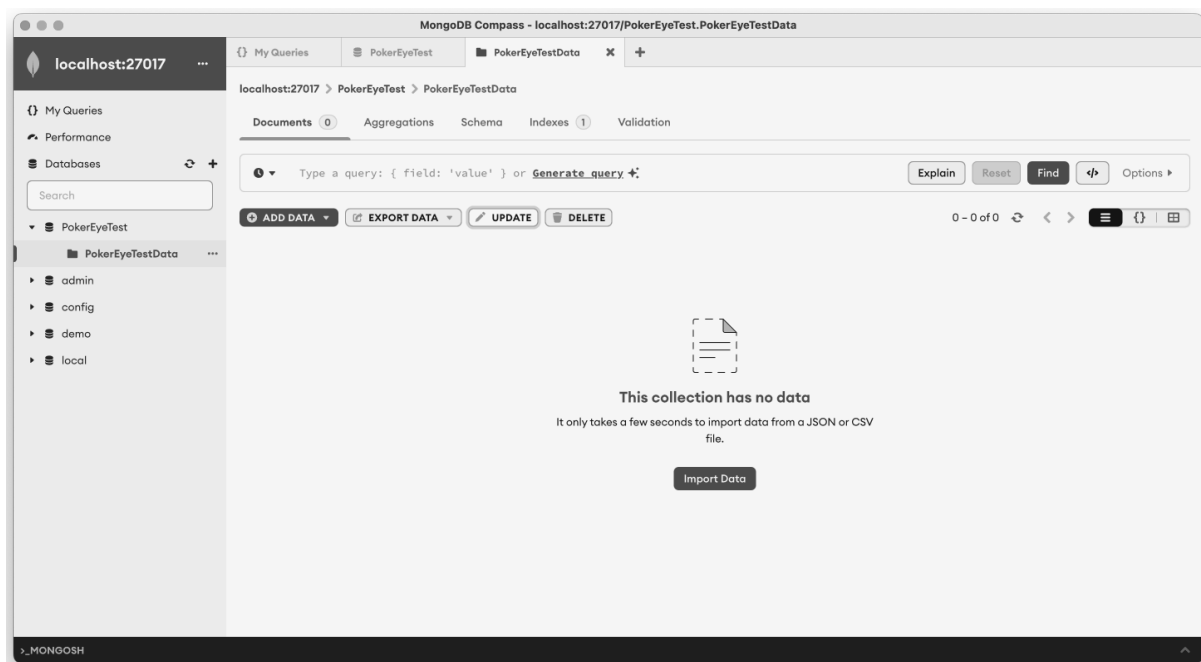 MongoDB Compass - localhost:27017/PokerEyeTest.PokerEyeTestData
localhost:27017 ...
{} My Queries
Performance
Databases
Search
PokerEyeTest
PokerEyeTestData ...
admin
config
demo
local
{} My Queries PokerEyeTest PokerEyeTestData
localhost:27017 > PokerEyeTest > PokerEyeTestData
Documents 0 Aggregations Schema Indexes 1 Validation
Type a query: { field: 'value' } or Generate query Explain Reset Find </> Options
ADD DATA EXPORT DATA UPDATE DELETE 0 – 0 of 0 {}
This collection has no data
It only takes a few seconds to import data from a JSON or CSV
file.
Import Data
>_MONGOSH